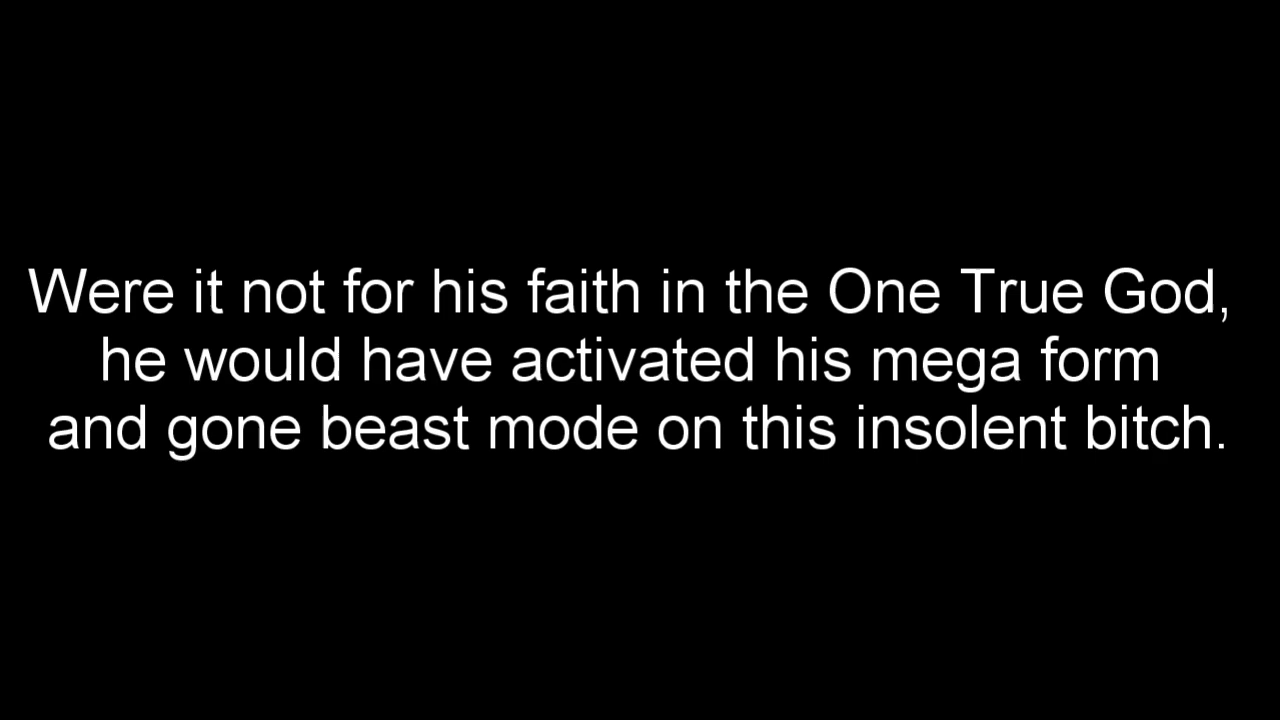 Were it not for his faith in the One True God,
he would have activated his mega form
and gone beast mode on this insolent bitch.